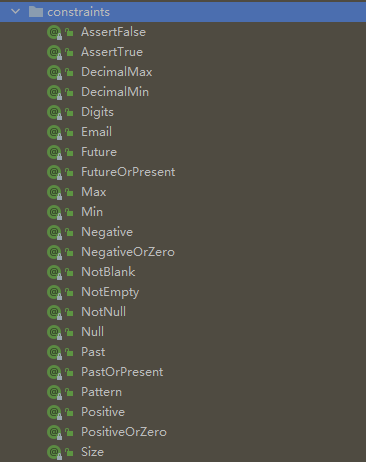 constraints
AssertFalse
AssertTrue
DecimalMax
DecimalMin
Digits
Email
Future
FutureOrPresent
Max
Min
Negative
NegativeOrZero
NotBlank
NotEmpty
NotNull
Null
Past
PastOrPresent
Pattern
Positive
PositiveOrZero
Size